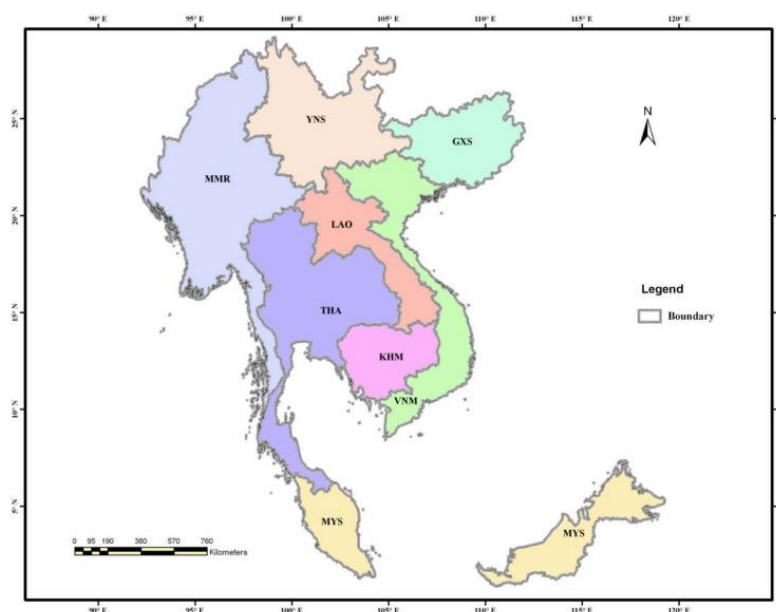 95° E 100° E 105° E 110° E 115° E 120° E
25° N
20° N
15° N
10° N
5° N
YNS
GXS
MMR
LAO
THA
KHM
VNM
MYS
MYS
N
Legend
Boundary
0 95 190 380 570 760
Kilometers
90° E 95° E 100° E 105° E 110° E 115° E 120° E